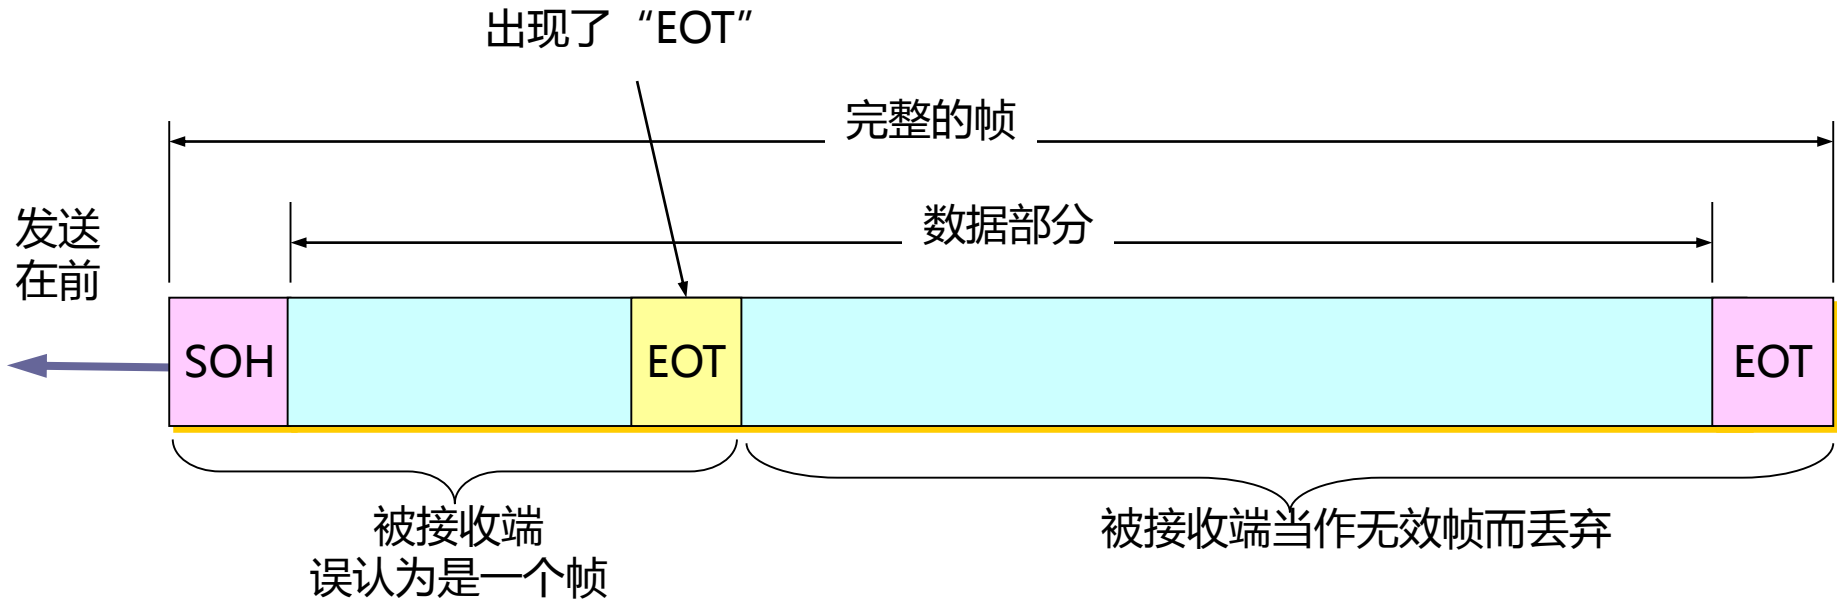 出现了“EOT”
完整的帧
数据部分
发送
在前
SOH
EOT
EOT
被接收端
误认为是一个帧
被接收端当作无效帧而丢弃